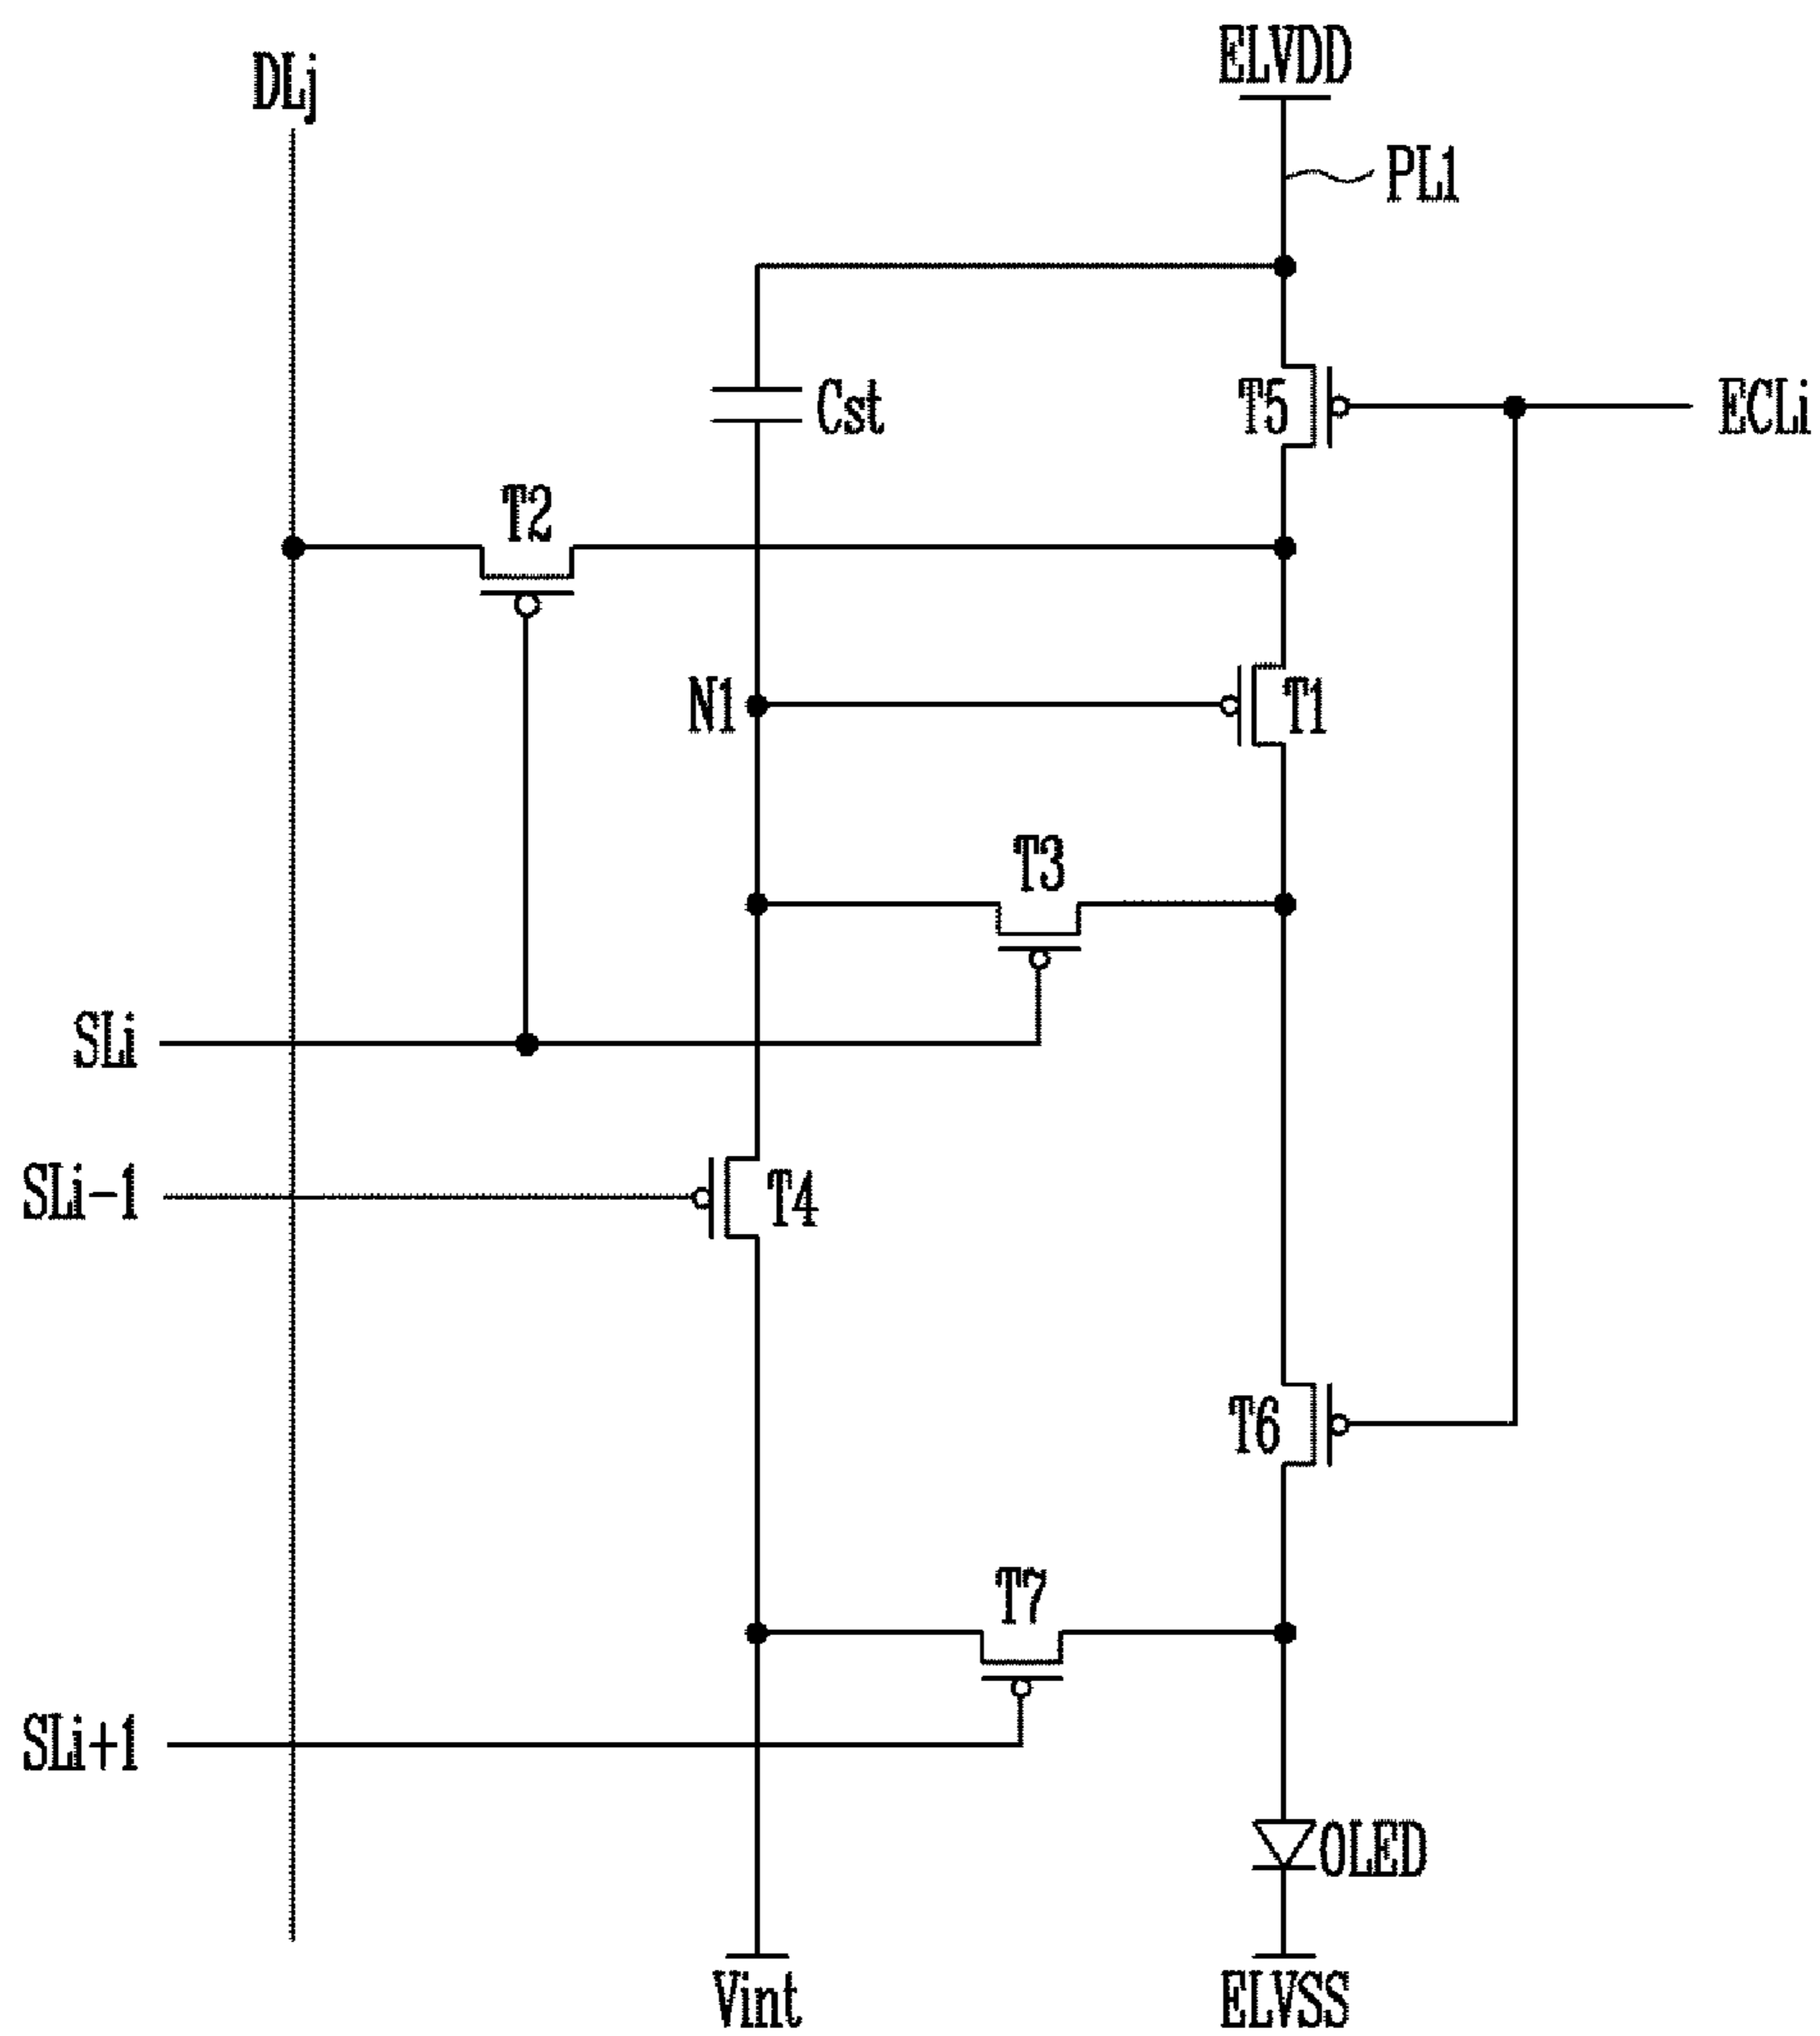 ELVDD
DLj
PL1
Cst
T5
ECLi
T2
N1
T1
T3
SLi
SLi-1
T4
T6
T7
SLi+1
OLED
Vint
ELVSS